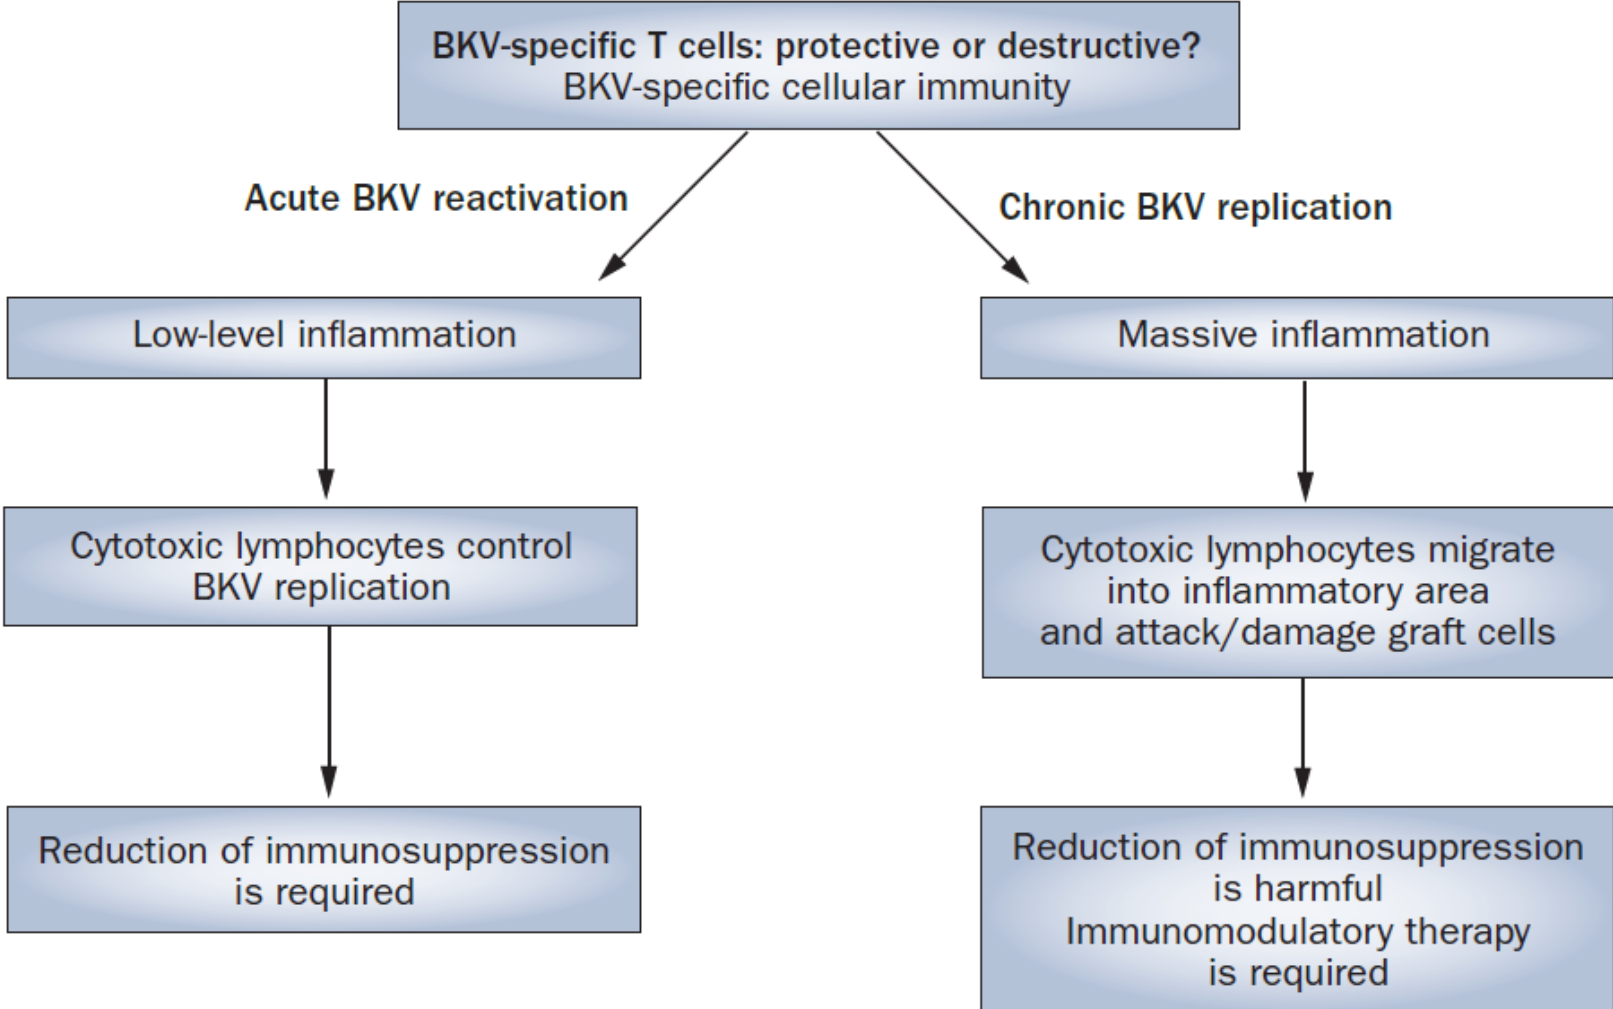 BKV-specific T cells: protective or destructive?
BKV-specific cellular immunity
Acute BKV reactivation
Chronic BKV replication
Low-level inflammation
Massive inflammation
Cytotoxic lymphocytes control
BKV replication
Cytotoxic lymphocytes migrate
into inflammatory area
and attack/damage graft cells
Reduction of immunosuppression
is required
Reduction of immunosuppression
is harmful
Immunomodulatory therapy
is required